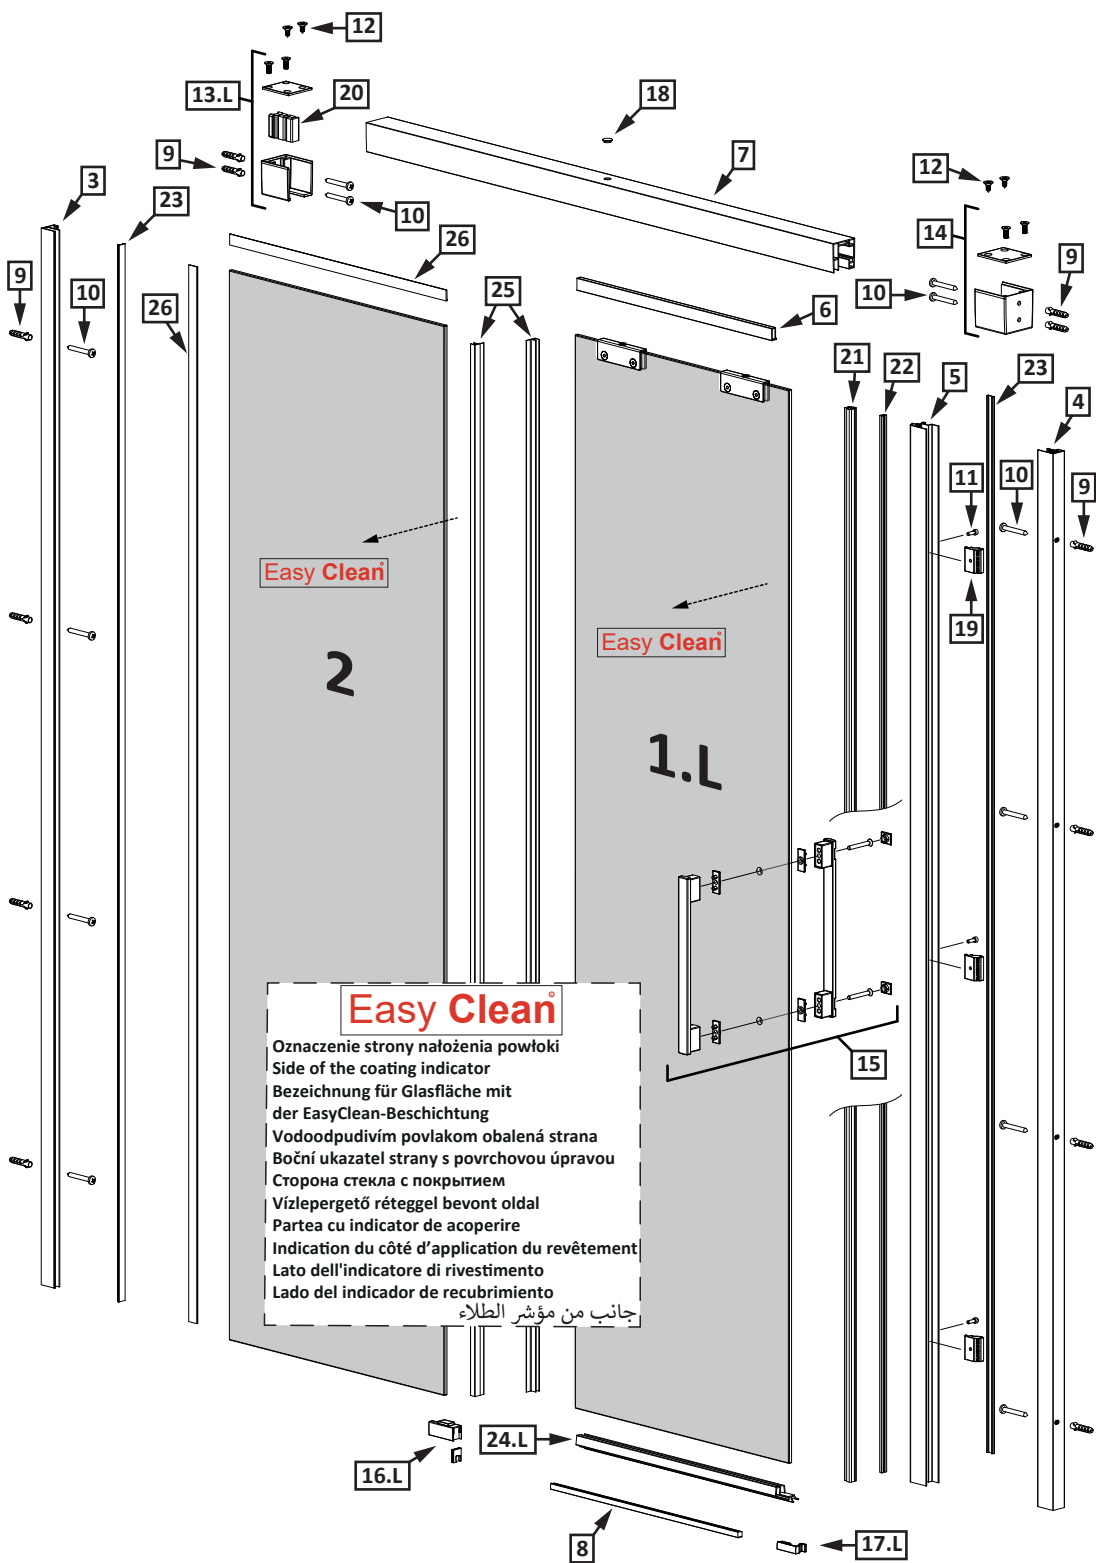 12
13.L
20
18
9
7
12
3
23
10
14
26
9
9
10
25
10
6
26
21
22
5
23
4
11
10
9
Easy Clean
19
Easy Clean
2
1.L
Easy Clean
Oznaczenie strony nałożenia powłoki
Side of the coating indicator
Bezeichnung für Glasfläche mit
der EasyClean-Beschichtung
Vodoodpudivím povlakom obalená strana
Boční ukazatel strany s povrchovou úpravou
Сторона стекла с покрытием
Vízlepergető réteggel bevont oldal
Partea cu indicator de acoperire
Indication du côté d'application du revêtement
Lato dell'indicatore di rivestimento
Lado del indicador de recubrimiento
جانب من مؤشر الطلاء
15
16.L
24.L
8
17.L